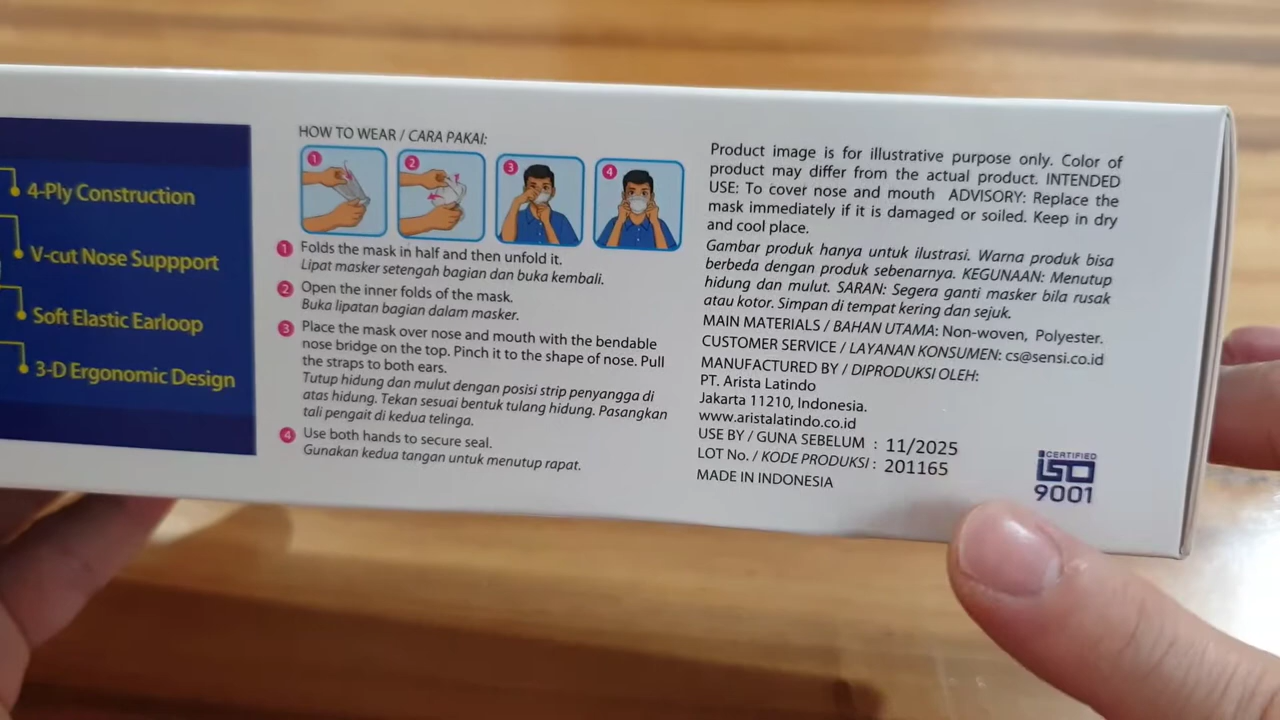 4-Ply Construction
V-cut Nose Suppport
Soft Elastic Earloop
3-D Ergonomic Design
HOW TO WEAR / CARA PAKAI:
1
2
3
4
1 Folds the mask in half and then unfold it.
Lipat masker setengah bagian dan buka kembali.
2 Open the inner folds of the mask.
Buka lipatan bagian dalam masker.
3 Place the mask over nose and mouth with the bendable
nose bridge on the top. Pinch it to the shape of nose. Pull
the straps to both ears.
Tutup hidung dan mulut dengan posisi strip penyangga di
atas hidung. Tekan sesuai bentuk tulang hidung. Pasangkan
tali pengait di kedua telinga.
4 Use both hands to secure seal.
Gunakan kedua tangan untuk menutup rapat.
Product image is for illustrative purpose only. Color of
product may differ from the actual product. INTENDED
USE: To cover nose and mouth ADVISORY: Replace the
mask immediately if it is damaged or soiled. Keep in dry
and cool place.
Gambar produk hanya untuk ilustrasi. Warna produk bisa
berbeda dengan produk sebenarnya. KEGUNAAN: Menutup
hidung dan mulut. SARAN: Segera ganti masker bila rusak
atau kotor. Simpan di tempat kering dan sejuk.
MAIN MATERIALS / BAHAN UTAMA: Non-woven, Polyester.
CUSTOMER SERVICE / LAYANAN KONSUMEN: cs@sensi.co.id
MANUFACTURED BY / DIPRODUKSI OLEH:
PT. Arista Latindo
Jakarta 11210, Indonesia.
www.aristalatindo.co.id
USE BY / GUNA SEBELUM : 11/2025
LOT No. / KODE PRODUKSI : 201165
MADE IN INDONESIA
CERTIFIED
ISO
9001